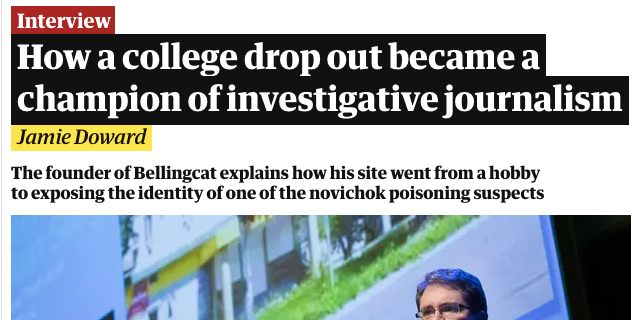 Interview
How a college drop out became a
champion of investigative journalism
Jamie Doward
The founder of Bellingcat explains how his site went from a hobby
to exposing the identity of one of the novichok poisoning suspects